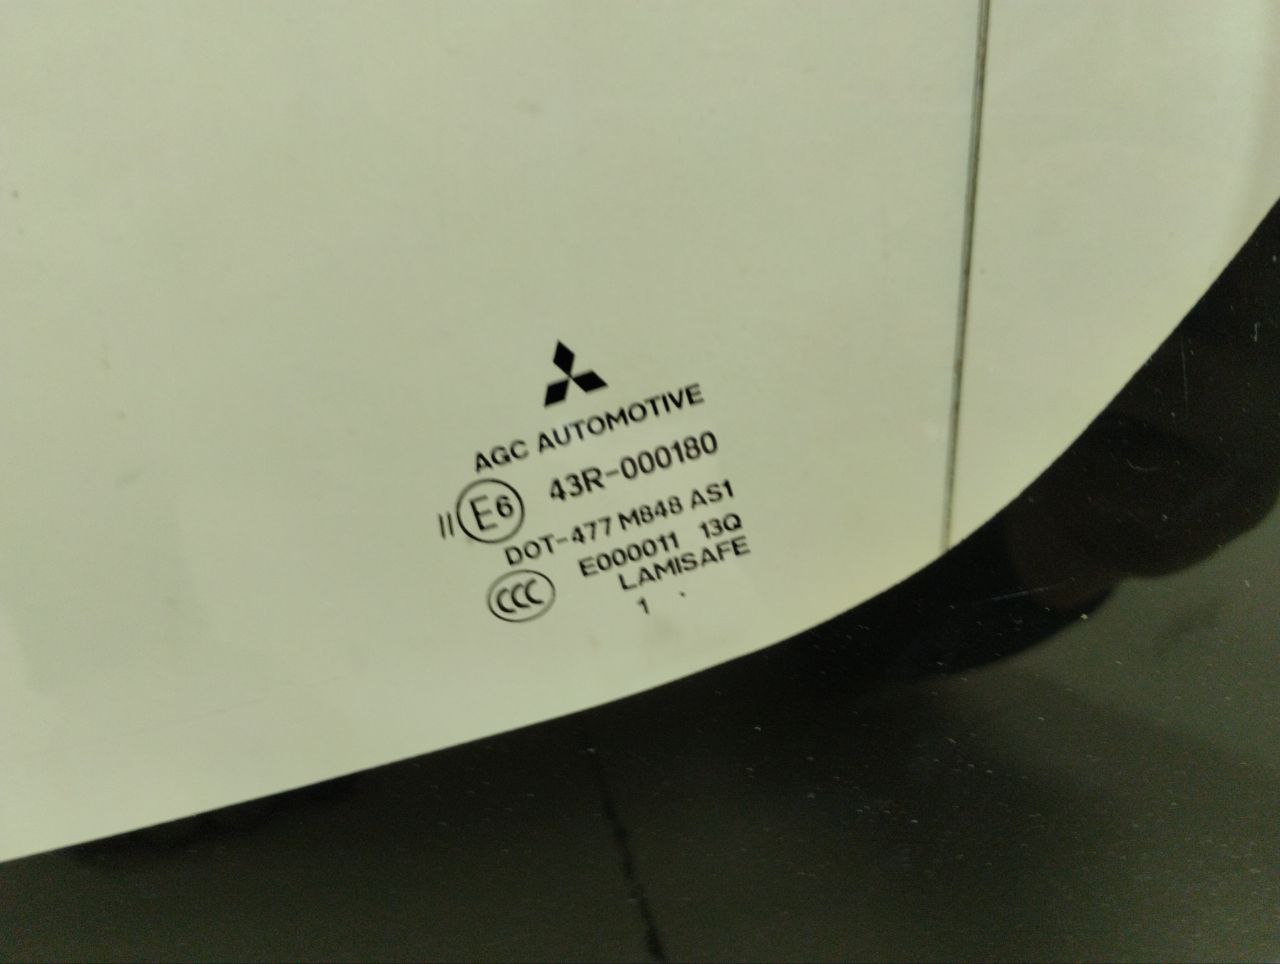 AGC AUTOMOTIVE
II E6 43R-000180
DOT-477 M848 AS1
CCC E000011 13Q
LAMISAFE
1 .